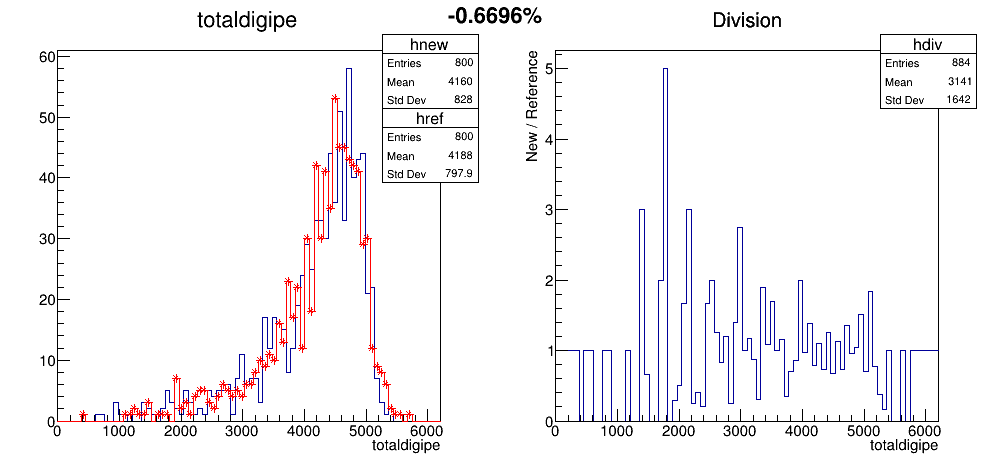 -0.6696%
totaldigipe
hnew
Entries 800
Mean 4160
Std Dev 828
href
Entries 800
Mean 4188
Std Dev 797.9
60
50
40
30
20
10
0
0 1000 2000 3000 4000 5000 6000
totaldigipe
Division
hdiv
Entries 884
Mean 3141
Std Dev 1642
New / Reference
5
4
3
2
1
0
0 1000 2000 3000 4000 5000 6000
totaldigipe